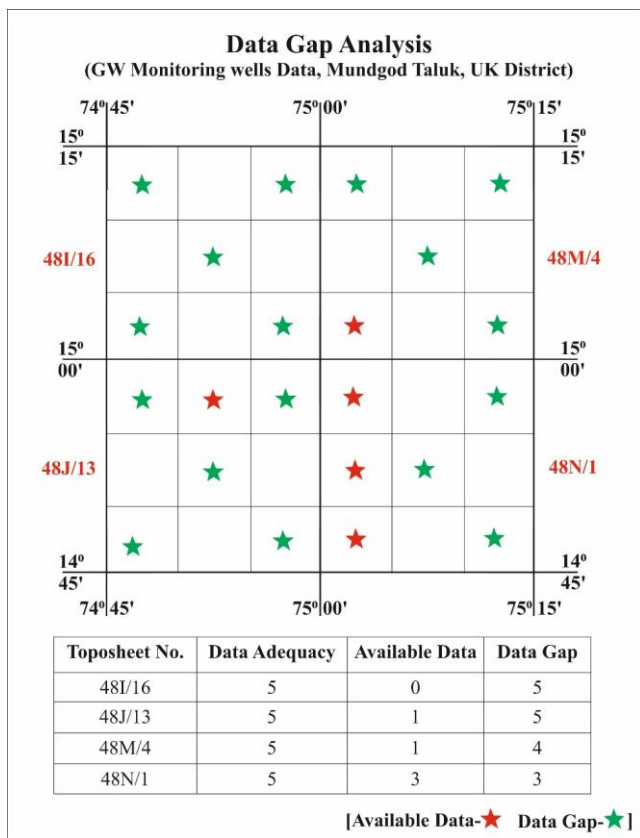 Data Gap Analysis
(GW Monitoring wells Data, Mundgod Taluk, UK District)
74º45' 75º00' 75º15'
15º 15º
15' 15'
48I/16 48M/4
15º 15º
00' 00'
48J/13 48N/1
14º 14º
45' 45'
74º45' 75º00' 75º15'
Toposheet No. Data Adequacy Available Data Data Gap
48I/16 5 0 5
48J/13 5 1 5
48M/4 5 1 4
48N/1 5 3 3
[Available Data-★ Data Gap-★]